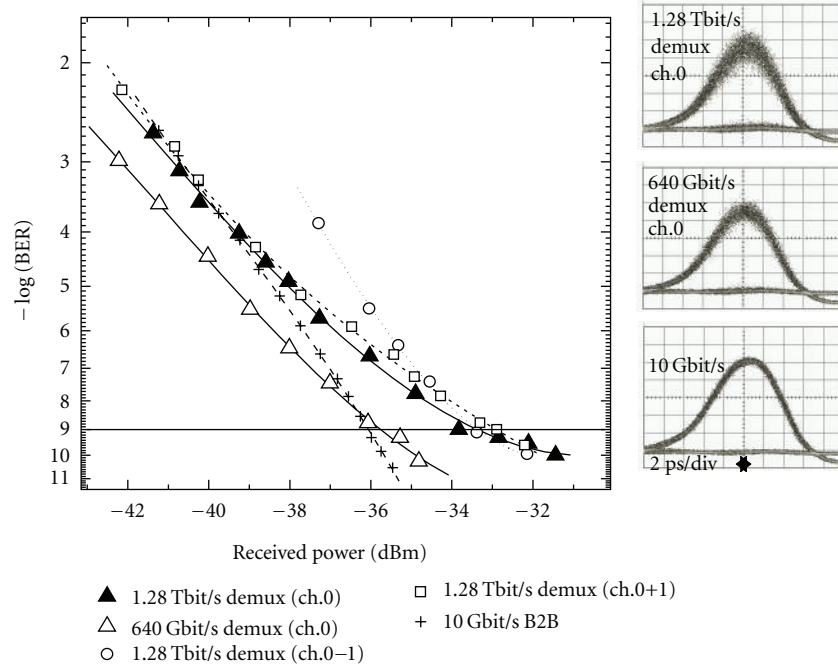 2
3
4
5
6
7
8
9
10
11
− log (BER)
−42
−40
−38
−36
−34
−32
Received power (dBm)
1.28 Tbit/s demux (ch.0)
640 Gbit/s demux (ch.0)
1.28 Tbit/s demux (ch.0−1)
1.28 Tbit/s demux (ch.0+1)
10 Gbit/s B2B
1.28 Tbit/s
demux
ch.0
640 Gbit/s
demux
ch.0
10 Gbit/s
2 ps/div